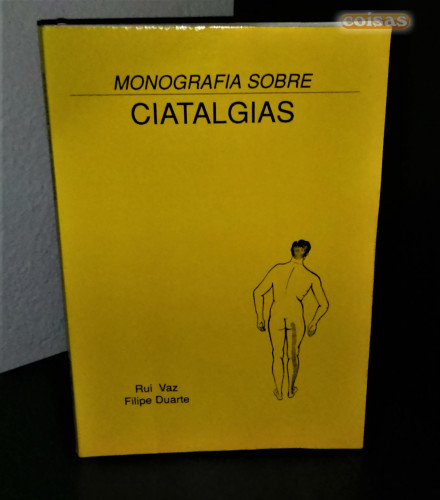 coisas
MONOGRAFIA SOBRE
CIATALGIAS
Rui Vaz
Filipe Duarte